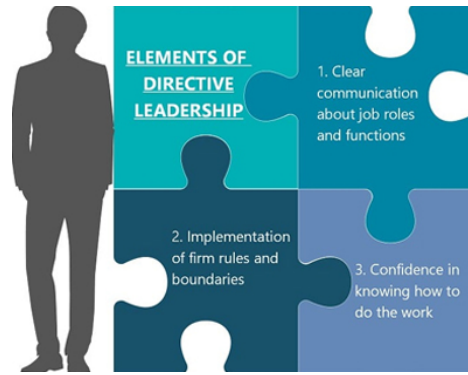 ELEMENTS OF
DIRECTIVE
LEADERSHIP
1. Clear
communication
about job roles
and functions
2. Implementation
of firm rules and
boundaries
3. Confidence in
knowing how to
do the work